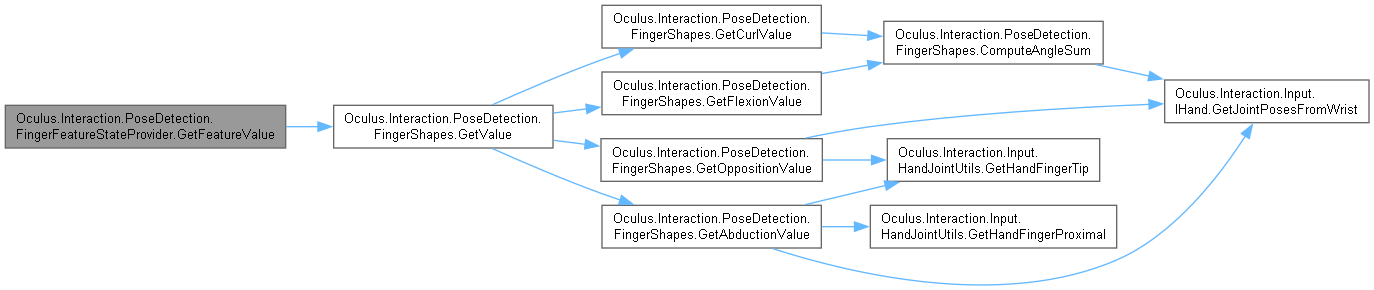 Oculus.Interaction.PoseDetection.
FingerFeatureStateProvider.GetFeatureValue
Oculus.Interaction.PoseDetection.
FingerShapes.GetValue
Oculus.Interaction.PoseDetection.
FingerShapes.GetCurlValue
Oculus.Interaction.PoseDetection.
FingerShapes.GetFlexionValue
Oculus.Interaction.PoseDetection.
FingerShapes.GetOppositionValue
Oculus.Interaction.PoseDetection.
FingerShapes.GetAbductionValue
Oculus.Interaction.PoseDetection.
FingerShapes.ComputeAngleSum
Oculus.Interaction.Input.
HandJointUtils.GetHandFingerTip
Oculus.Interaction.Input.
HandJointUtils.GetHandFingerProximal
Oculus.Interaction.Input.
IHand.GetJointPosesFromWrist